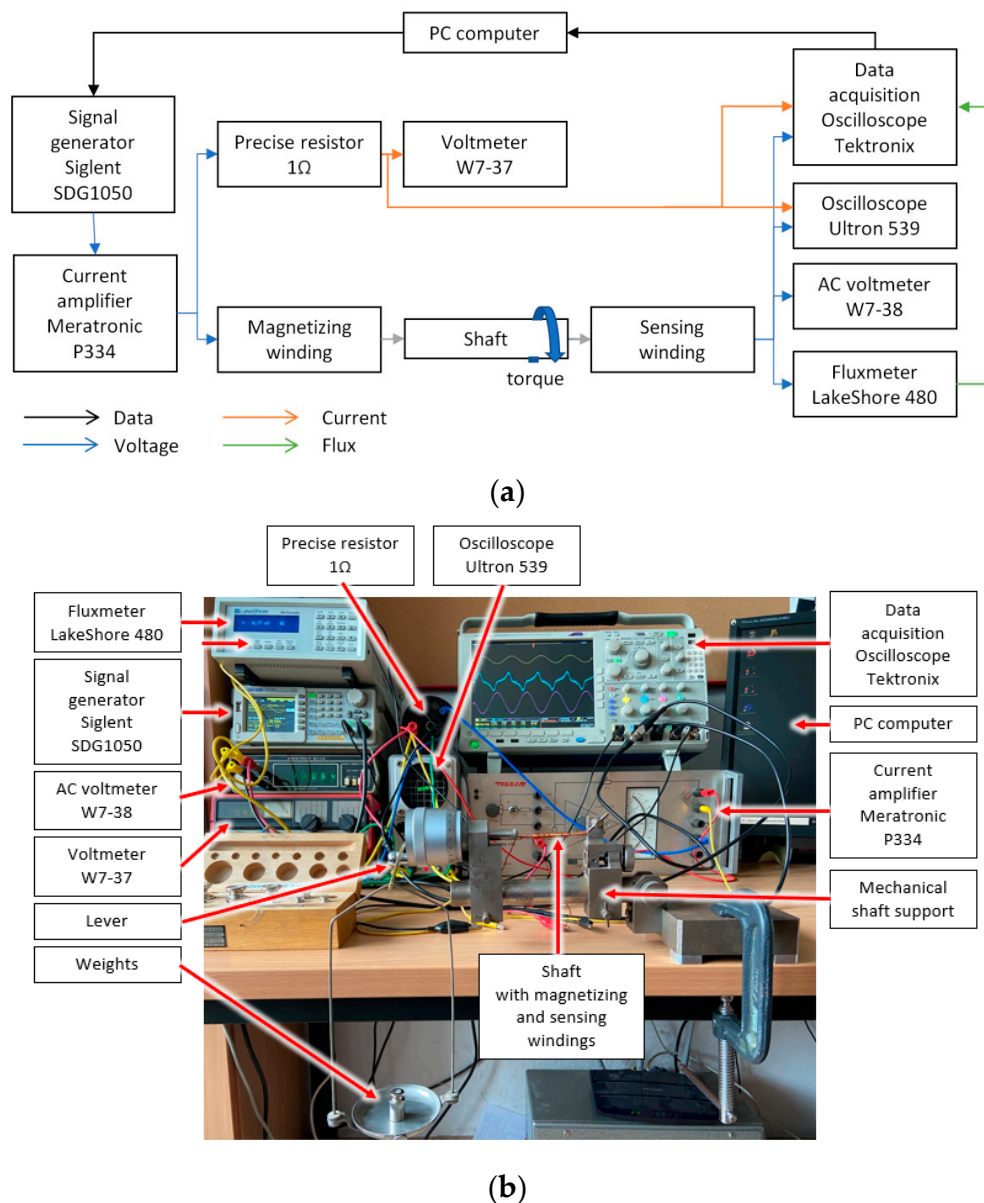 PC computer
Signal
generator
Siglent
SDG1050
Precise resistor
1Ω
Voltmeter
W7-37
Data
acquisition
Oscilloscope
Tektronix
Oscilloscope
Ultron 539
Current
amplifier
Meratronic
P334
Magnetizing
winding
Shaft
torque
Sensing
winding
AC voltmeter
W7-38
Fluxmeter
LakeShore 480
Data
Current
Voltage
Flux
(a)
Precise resistor
1Ω
Oscilloscope
Ultron 539
Fluxmeter
LakeShore 480
Signal
generator
Siglent
SDG1050
AC voltmeter
W7-38
Voltmeter
W7-37
Lever
Weights
LakeShore
Data
acquisition
Oscilloscope
Tektronix
PC computer
Current
amplifier
Meratronic
P334
Mechanical
shaft support
Shaft
with magnetizing
and sensing
windings
(b)